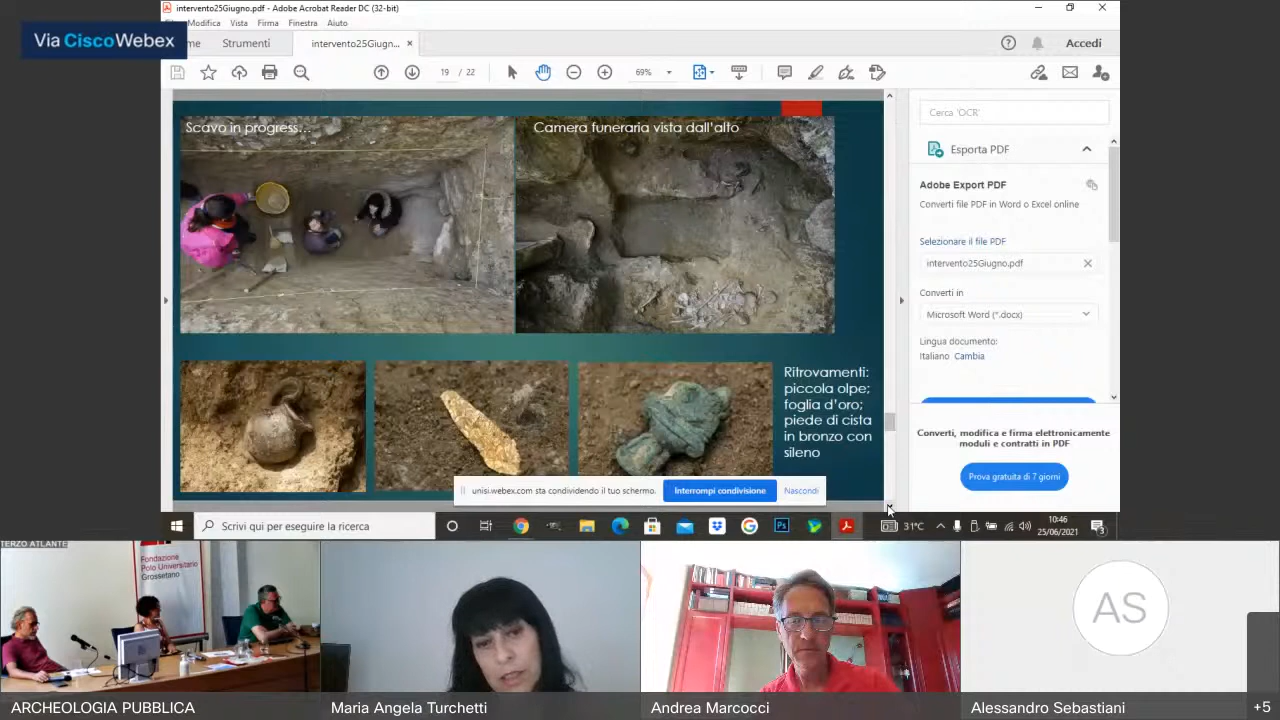 intervento25Giugno.pdf - Adobe Acrobat Reader DC (32-bit)
Modifica Vista Firma Finestra Aiuto
Via CiscoWebex
me Strumenti intervento25Giugn... × Accedi
19 / 22 69%
Scavo in progress...
Camera funeraria vista dall'alto
Ritrovamenti:
piccola olpe;
foglia d'oro;
piede di cista
in bronzo con
sileno
Cerca 'OCR'
Esporta PDF
Adobe Export PDF
Converti file PDF in Word o Excel online
Selezionare il file PDF
intervento25Giugno.pdf
Converti in
Microsoft Word (*.docx)
Lingua documento:
Italiano Cambia
Converti, modifica e firma elettronicamente
moduli e contratti in PDF
Prova gratuita di 7 giorni
unisi.webex.com sta condividendo il tuo schermo. Interrompi condivisione Nascondi
Scrivi qui per eseguire la ricerca
Ps
31°C
10:46
25/06/2021
3
TERZO ATLANTE
Fondazione
Polo Universitario
Grossetano
AS
ARCHEOLOGIA PUBBLICA
Maria Angela Turchetti
Andrea Marcocci
Alessandro Sebastiani
+5